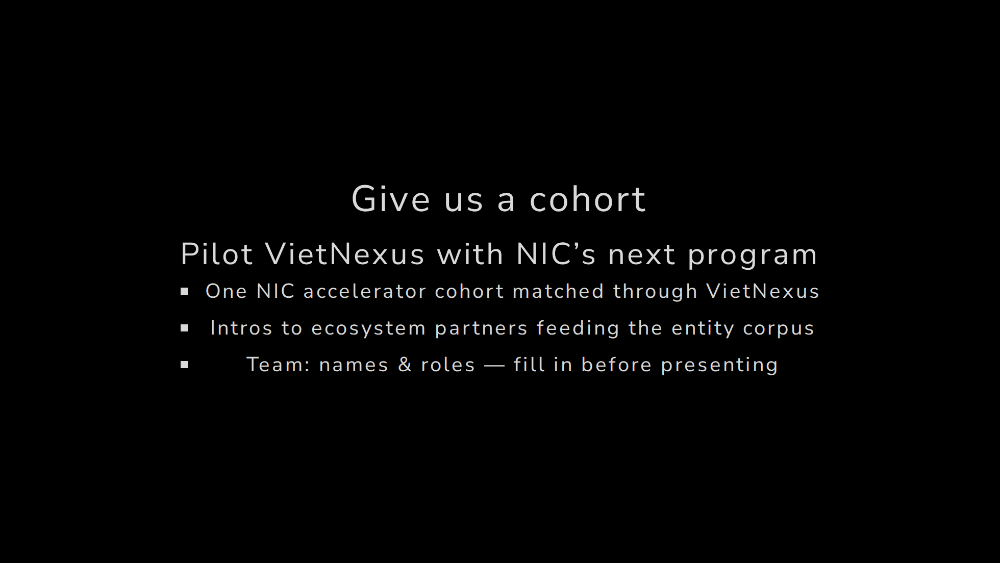 Give us a cohort
Pilot VietNexus with NIC’s next program
▪ One NIC accelerator cohort matched through VietNexus
▪ Intros to ecosystem partners feeding the entity corpus
▪ Team: names & roles — fill in before presenting